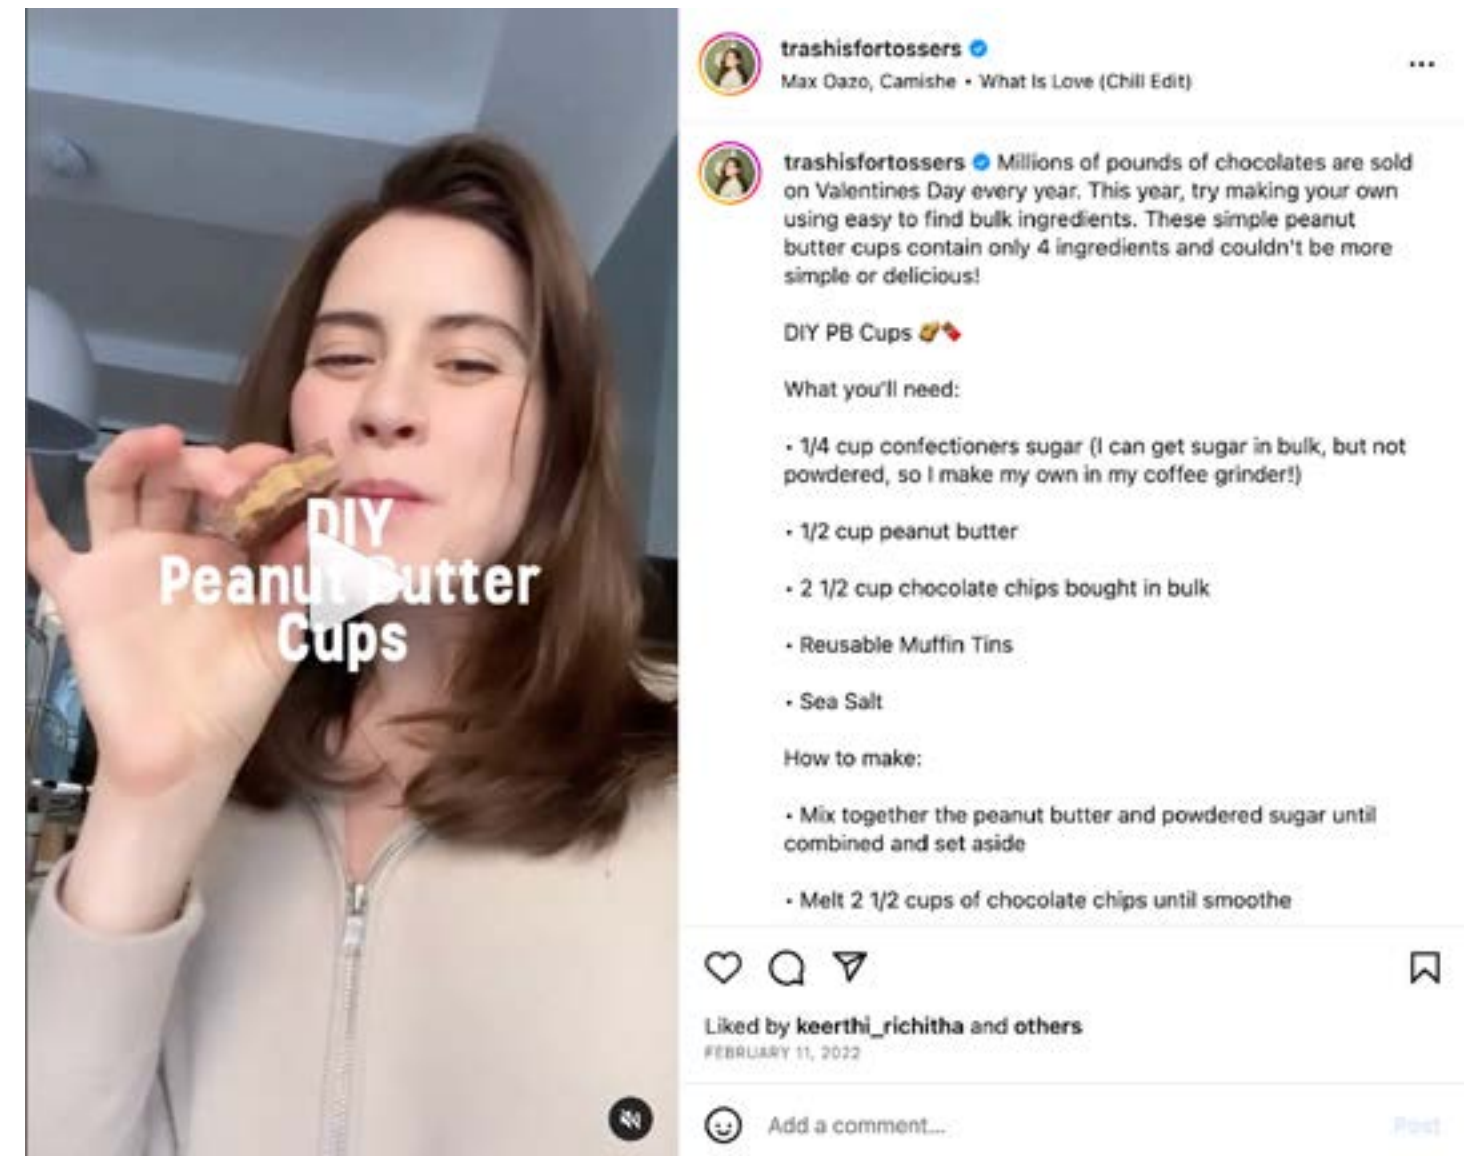 DIY
Peanut Butter
Cups
trashisfortossers
Max Oazo, Camishe • What Is Love (Chill Edit)
trashisfortossers Millions of pounds of chocolates are sold
on Valentines Day every year. This year, try making your own
using easy to find bulk ingredients. These simple peanut
butter cups contain only 4 ingredients and couldn't be more
simple or delicious!
DIY PB Cups 🥜🍫
What you'll need:
• 1/4 cup confectioners sugar (I can get sugar in bulk, but not
powdered, so I make my own in my coffee grinder!)
• 1/2 cup peanut butter
• 2 1/2 cup chocolate chips bought in bulk
• Reusable Muffin Tins
• Sea Salt
How to make:
• Mix together the peanut butter and powdered sugar until
combined and set aside
• Melt 2 1/2 cups of chocolate chips until smoothe
Liked by keerthi_richitha and others
FEBRUARY 11, 2022
Add a comment...
Post